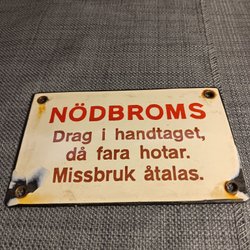 NÖDBROMS
Drag i handtaget,
då fara hotar.
Missbruk åtalas.